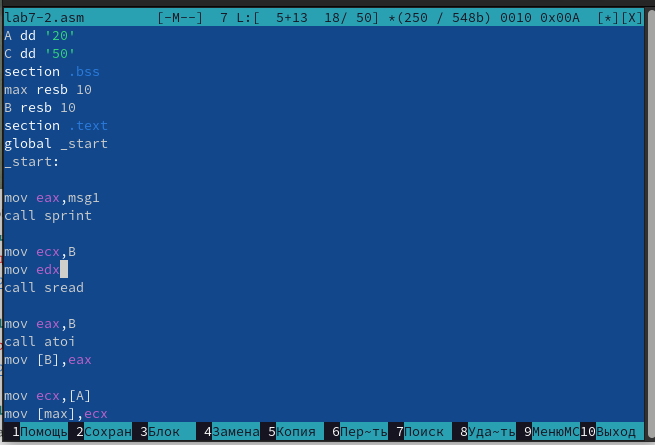 lab7-2.asm [-M--] 7 L:[ 5+13 18/ 50] *(250 / 548b) 0010 0x00A [*][X]
A dd '20'
C dd '50'
section .bss
max resb 10
B resb 10
section .text
global _start
_start:
mov eax,msg1
call sprint
mov ecx,B
mov edx
call sread
mov eax,B
call atoi
mov [B],eax
mov ecx,[A]
mov [max],ecx
1Помощь 2Сохран 3Блок 4Замена 5Копия 6Пер~ть 7Поиск 8Уда~ть 9МенюMC 10Выход